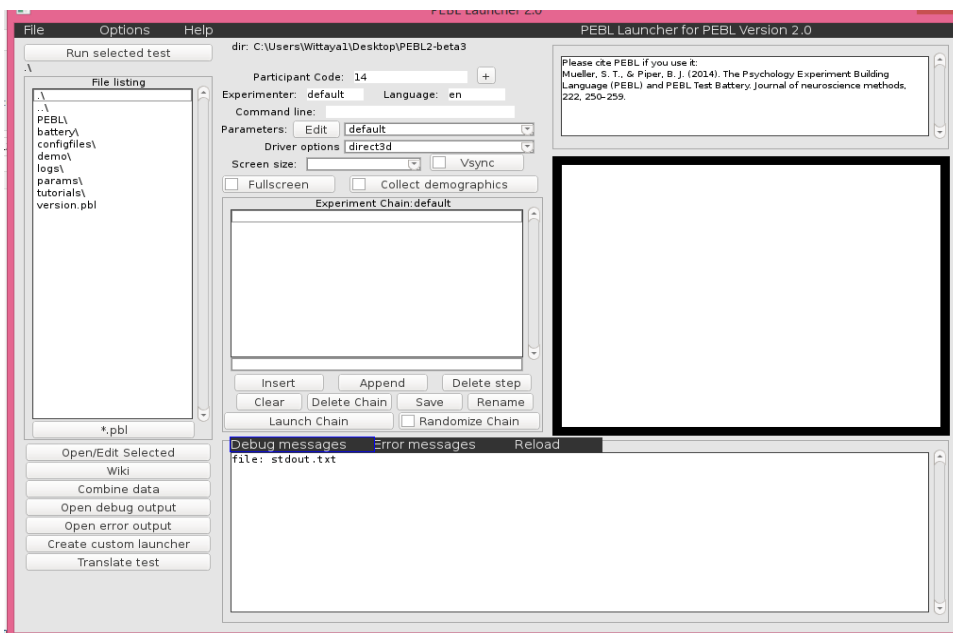 PEBL Launcher 2.0
File Options Help
PEBL Launcher for PEBL Version 2.0
Run selected test
.\
File listing
.\
..\
PEBL\
battery\
configfiles\
demo\
logs\
params\
tutorials\
version.pbl
*.pbl
Open/Edit Selected
Wiki
Combine data
Open debug output
Open error output
Create custom launcher
Translate test
dir: C:\Users\Wittaya1\Desktop\PEBL2-beta3
Participant Code: 14 +
Experimenter: default Language: en
Command line:
Parameters: Edit default
Driver options direct3d
Screen size: Vsync
Fullscreen Collect demographics
Experiment Chain:default
Insert Append Delete step
Clear Delete Chain Save Rename
Launch Chain Randomize Chain
Please cite PEBL if you use it:
Mueller, S. T., & Piper, B. J. (2014). The Psychology Experiment Building
Language (PEBL) and PEBL Test Battery. Journal of neuroscience methods,
222, 250-259.
Debug messages Error messages Reload
file: stdout.txt